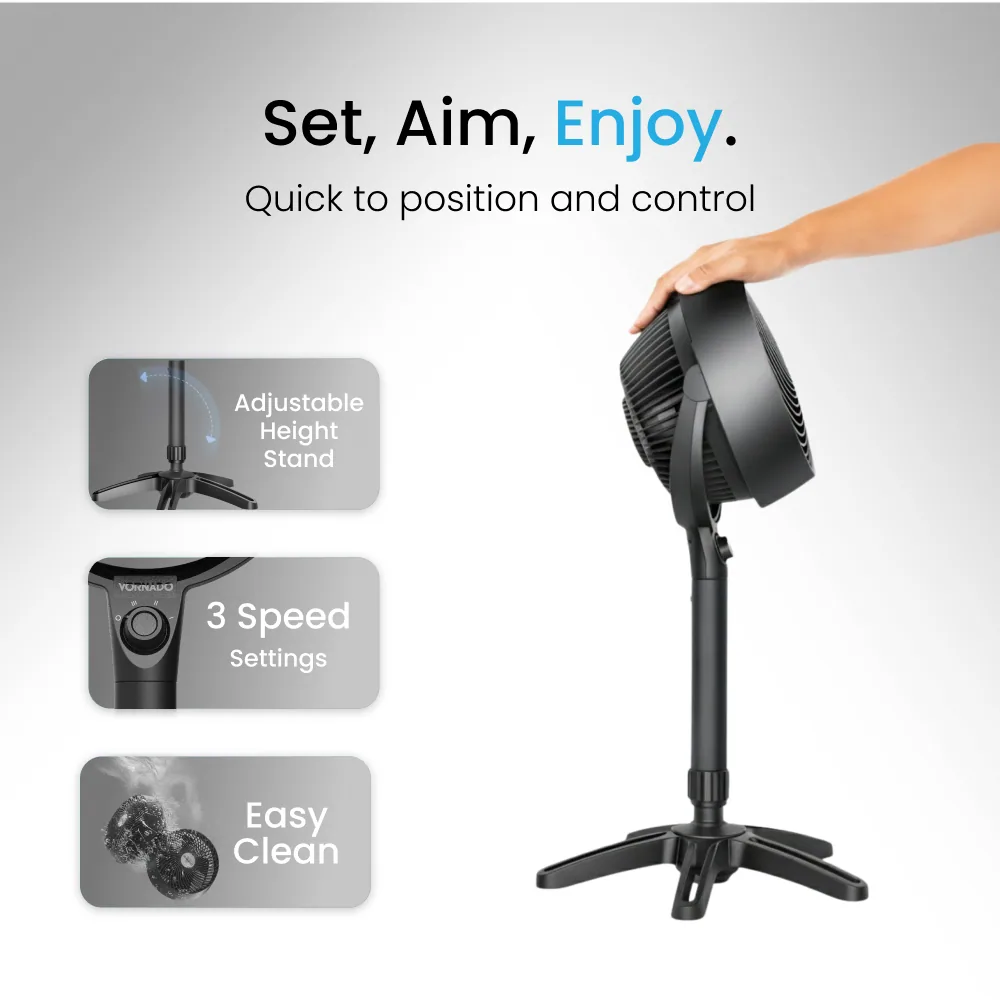 Set, Aim, Enjoy.
Quick to position and control
Adjustable
Height
Stand
VORNADO
3 Speed
Settings
Easy
Clean